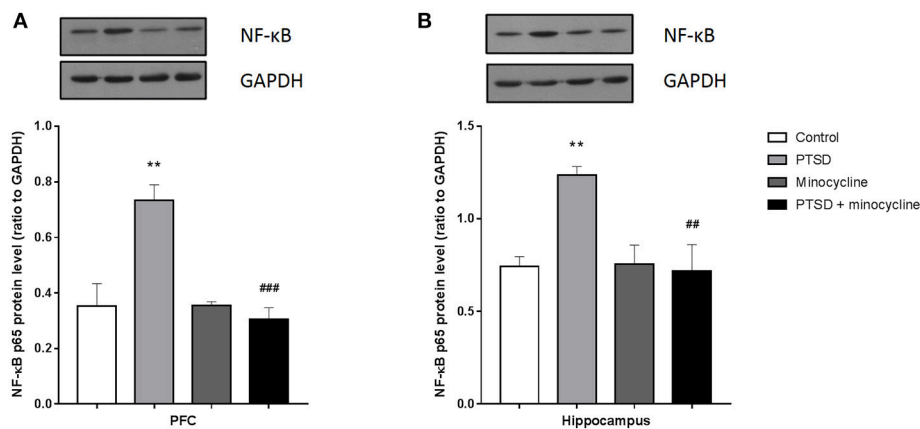 A
NF-κB
GAPDH
NF-κB p65 protein level (ratio to GAPDH)
1.0
0.8
0.6
0.4
0.2
0.0
**
###
PFC
B
NF-κB
GAPDH
NF-κB p65 protein level (ratio to GAPDH)
1.5
1.0
0.5
0.0
**
##
Hippocampus
Control
PTSD
Minocycline
PTSD + minocycline